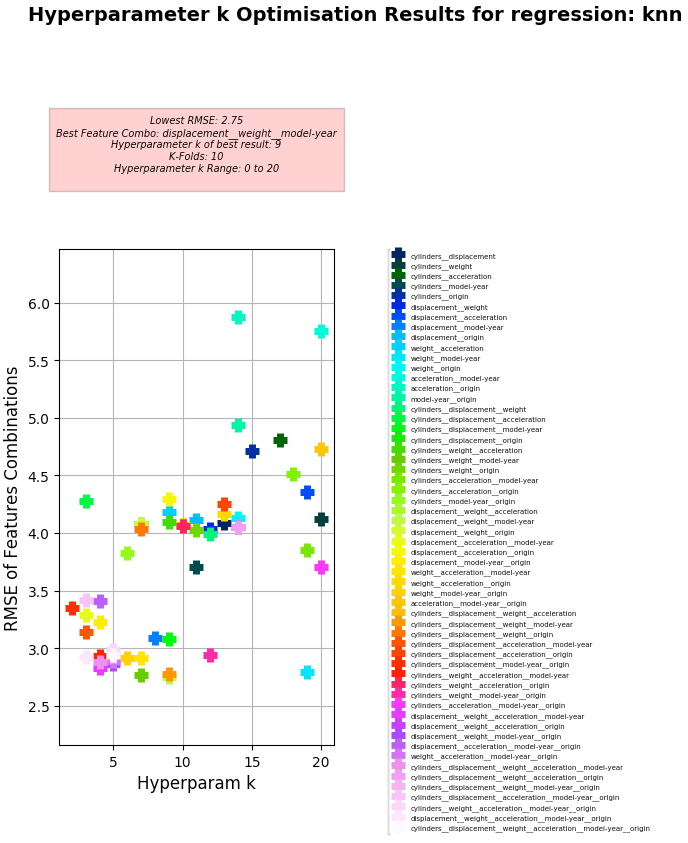 Hyperparameter k Optimisation Results for regression: knn
Lowest RMSE: 2.75
Best Feature Combo: displacement__weight__model-year
Hyperparameter k of best result: 9
K-Folds: 10
Hyperparameter k Range: 0 to 20
6.0
5.5
5.0
4.5
4.0
3.5
3.0
2.5
RMSE of Features Combinations
5
10
15
20
Hyperparam k
cylinders__displacement
cylinders__weight
cylinders__acceleration
cylinders__model-year
cylinders__origin
displacement__weight
displacement__acceleration
displacement__model-year
displacement__origin
weight__acceleration
weight__model-year
weight__origin
acceleration__model-year
acceleration__origin
model-year__origin
cylinders__displacement__weight
cylinders__displacement__acceleration
cylinders__displacement__model-year
cylinders__displacement__origin
cylinders__weight__acceleration
cylinders__weight__model-year
cylinders__weight__origin
cylinders__acceleration__model-year
cylinders__acceleration__origin
cylinders__model-year__origin
displacement__weight__acceleration
displacement__weight__model-year
displacement__weight__origin
displacement__acceleration__model-year
displacement__acceleration__origin
displacement__model-year__origin
weight__acceleration__model-year
weight__acceleration__origin
weight__model-year__origin
acceleration__model-year__origin
cylinders__displacement__weight__acceleration
cylinders__displacement__weight__model-year
cylinders__displacement__weight__origin
cylinders__displacement__acceleration__model-year
cylinders__displacement__acceleration__origin
cylinders__displacement__model-year__origin
cylinders__weight__acceleration__model-year
cylinders__weight__acceleration__origin
cylinders__weight__model-year__origin
cylinders__acceleration__model-year__origin
displacement__weight__acceleration__model-year
displacement__weight__acceleration__origin
displacement__weight__model-year__origin
displacement__acceleration__model-year__origin
weight__acceleration__model-year__origin
cylinders__displacement__weight__acceleration__model-year
cylinders__displacement__weight__acceleration__origin
cylinders__displacement__weight__model-year__origin
cylinders__displacement__acceleration__model-year__origin
cylinders__weight__acceleration__model-year__origin
displacement__weight__acceleration__model-year__origin
cylinders__displacement__weight__acceleration__model-year__origin